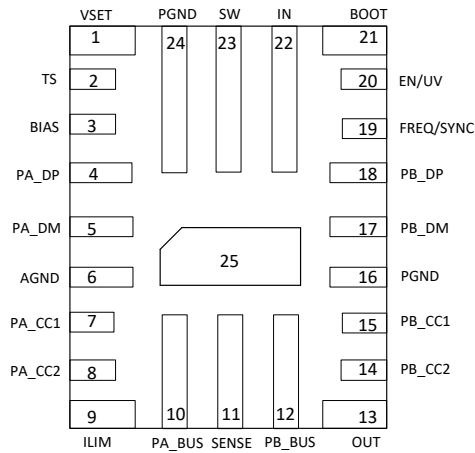 VSET PGND SW IN BOOT
1 24 23 22 21
TS 2 20 EN/UV
BIAS 3 19 FREQ/SYNC
PA_DP 4 18 PB_DP
PA_DM 5 17 PB_DM
25
AGND 6 16 PGND
PA_CC1 7 15 PB_CC1
PA_CC2 8 14 PB_CC2
9 10 11 12 13
ILIM PA_BUS SENSE PB_BUS OUT